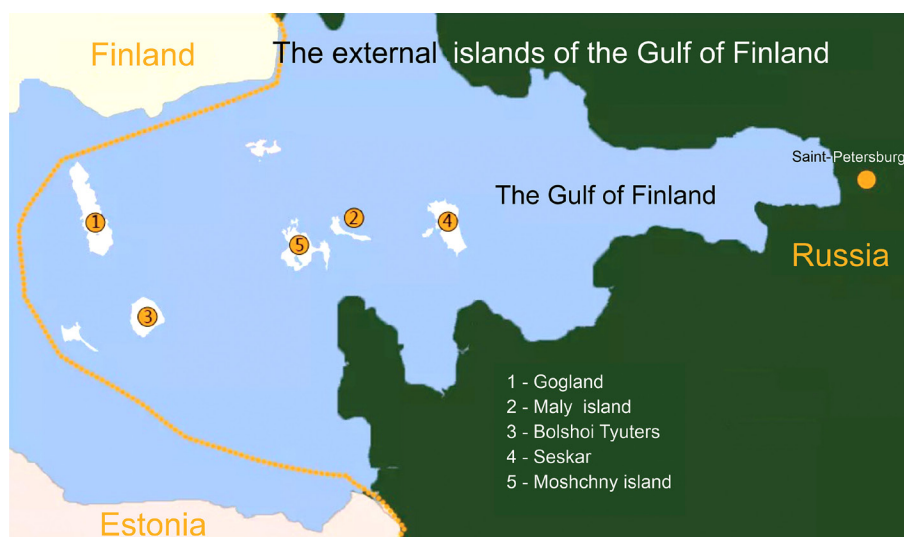 Finland
The external islands of the Gulf of Finland
Saint-Petersburg
The Gulf of Finland
1
2
4
5
3
Russia
1 - Gogland
2 - Maly island
3 - Bolshoi Tyuters
4 - Seskar
5 - Moshchny island
Estonia